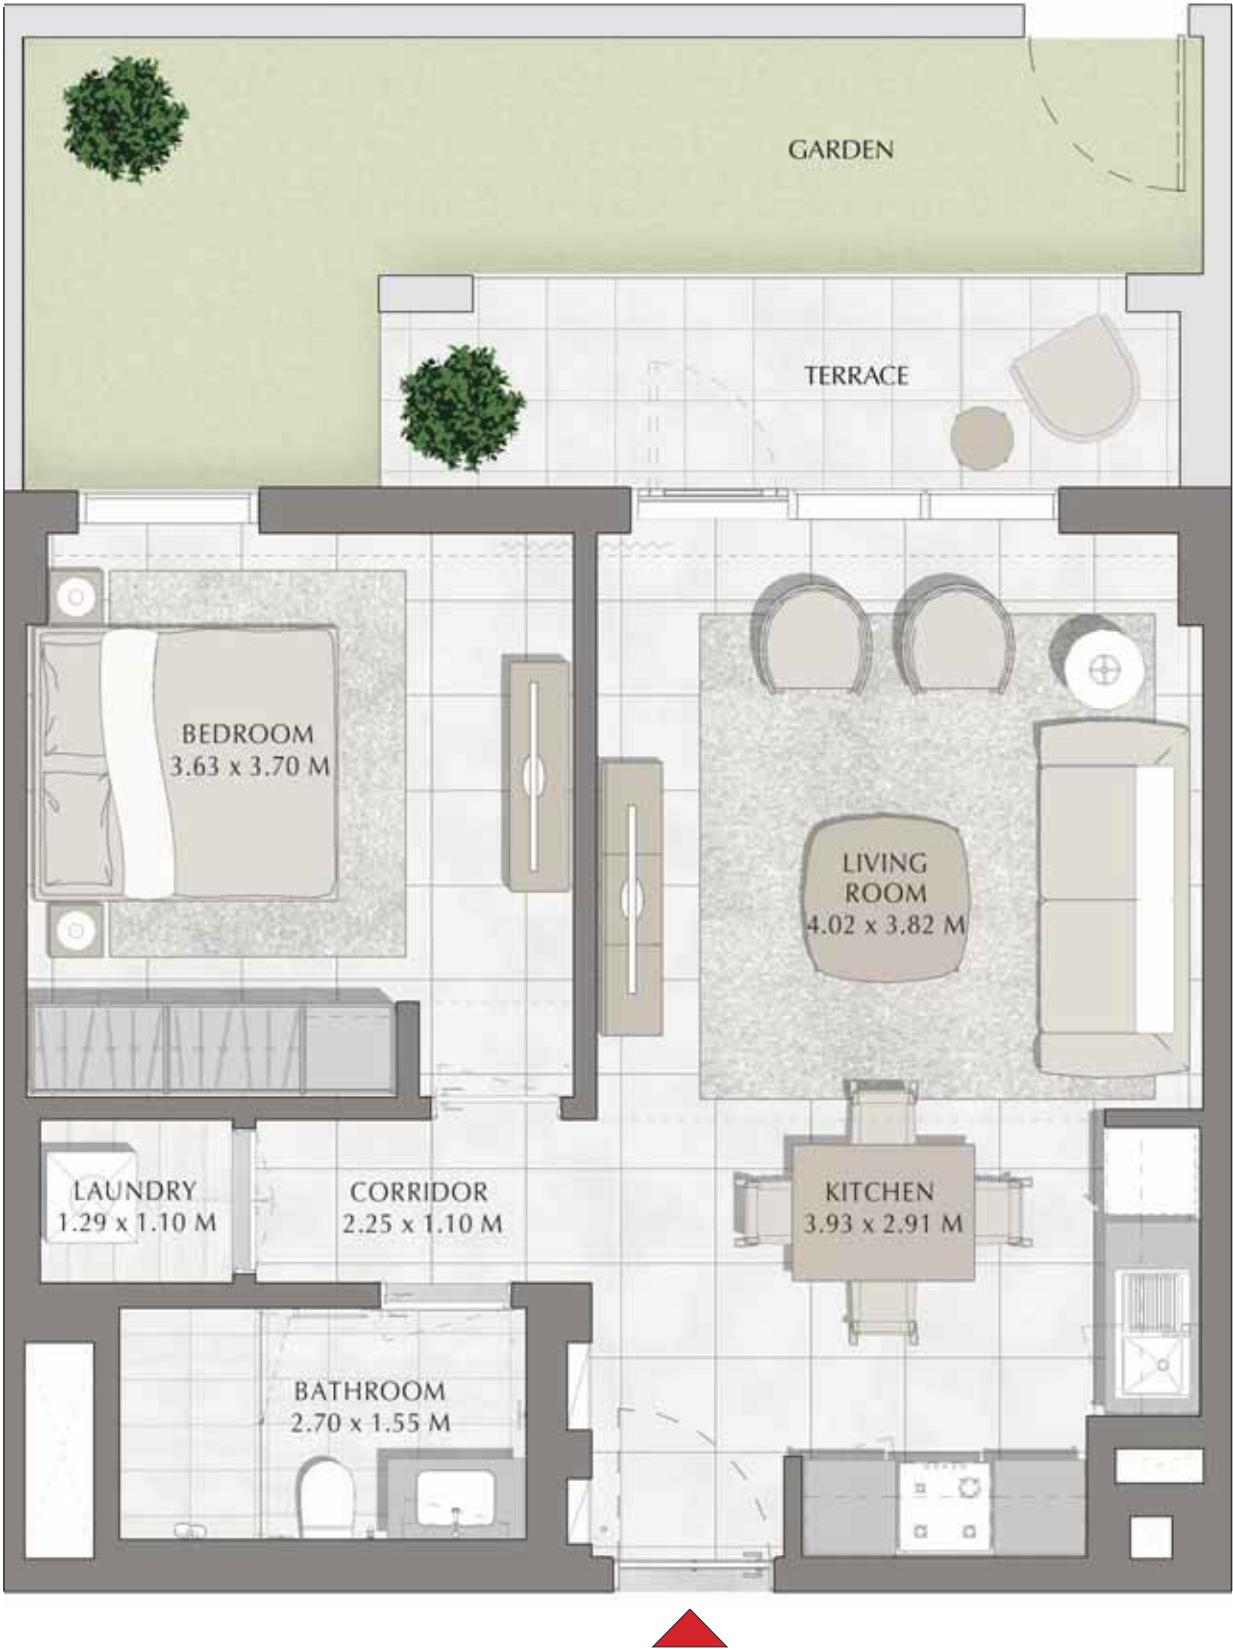 GARDEN
TERRACE
BEDROOM
3.63 x 3.70 M
LIVING
ROOM
4.02 x 3.82 M
LAUNDRY
1.29 x 1.10 M
CORRIDOR
2.25 x 1.10 M
KITCHEN
3.93 x 2.91 M
BATHROOM
2.70 x 1.55 M